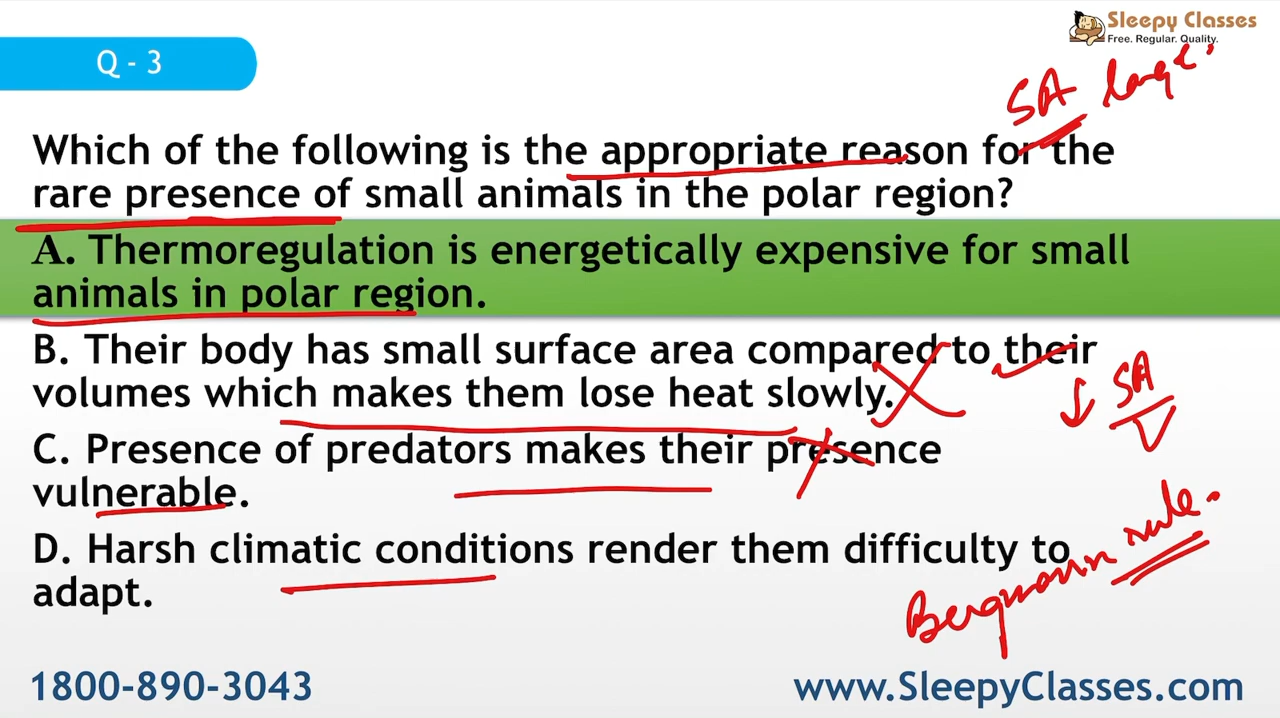 Sleepy Classes
Free. Regular. Quality.
Q - 3
SA large
Which of the following is the appropriate reason for the
rare presence of small animals in the polar region?
A. Thermoregulation is energetically expensive for small
animals in polar region.
B. Their body has small surface area compared to their
volumes which makes them lose heat slowly.
SA
V
C. Presence of predators makes their presence
vulnerable.
D. Harsh climatic conditions render them difficulty to
adapt.
Bergmann rule.
1800-890-3043
www.SleepyClasses.com